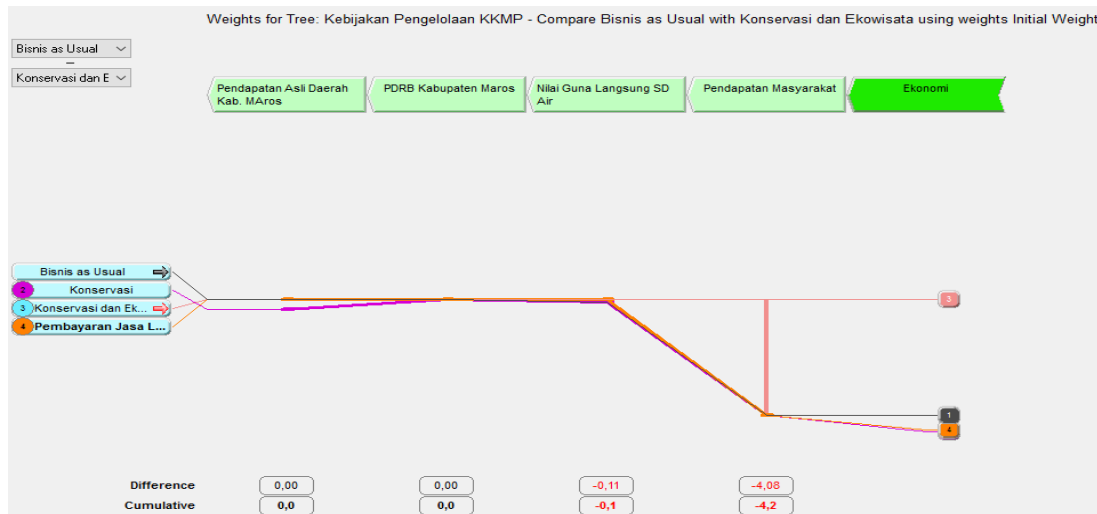 Weights for Tree: Kebijakan Pengelolaan KKMP - Compare Bisnis as Usual with Konservasi dan Ekowisata using weights Initial Weight
Bisnis as Usual
–
Konservasi dan E
Pendapatan Asli Daerah
Kab. MAros
PDRB Kabupaten Maros
Nilai Guna Langsung SD
Air
Pendapatan Masyarakat
Ekonomi
Bisnis as Usual
2 Konservasi
3 Konservasi dan Ek...
4 Pembayaran Jasa L...
3
1
4
Difference 0,00 0,00 -0,11 -4,08
Cumulative 0,0 0,0 -0,1 -4,2